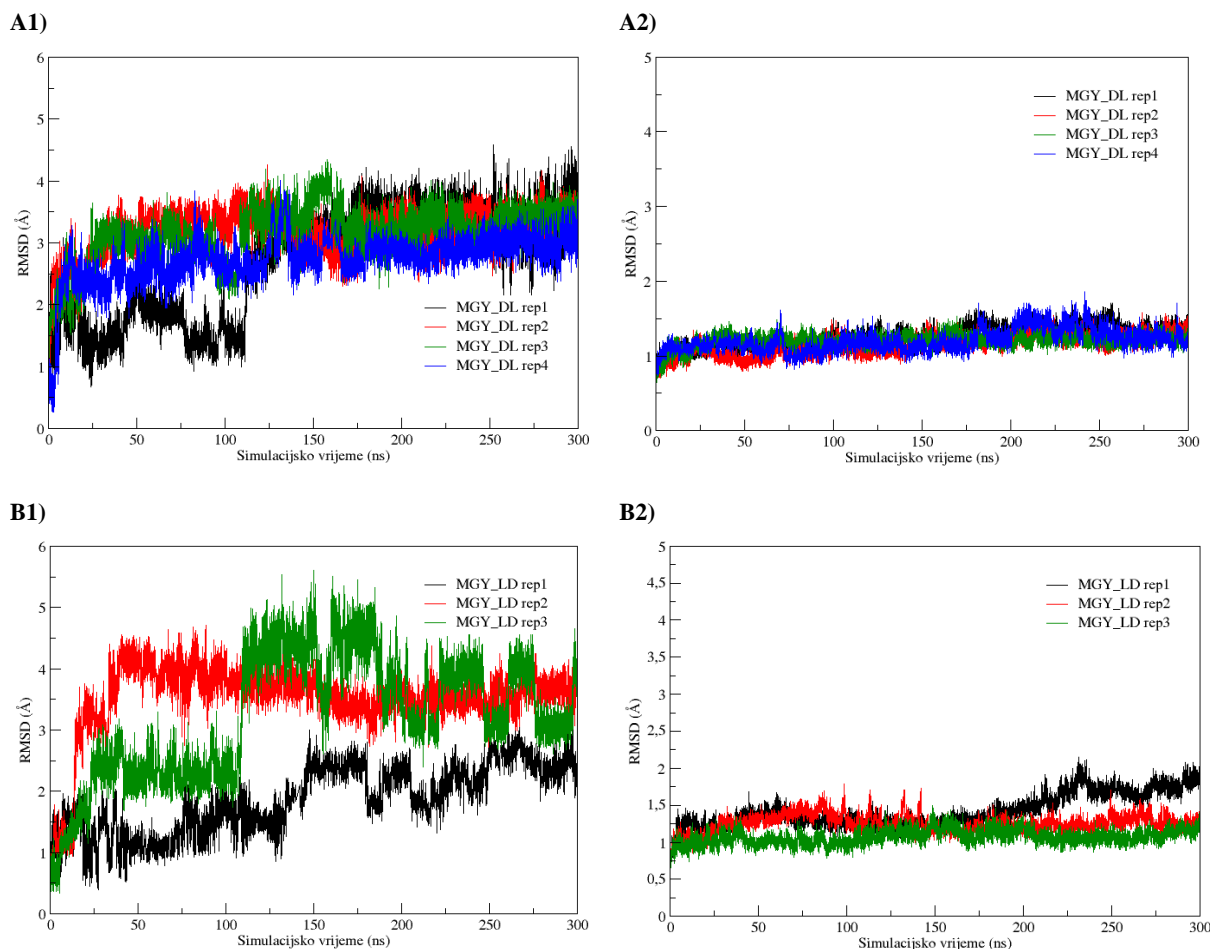 A1)
6
5
4
3
2
1
0
RMSD (Å)
0 50 100 150 200 250 300
Simulacijsko vrijeme (ns)
MGY_DL rep1
MGY_DL rep2
MGY_DL rep3
MGY_DL rep4
A2)
5
4
3
2
1
0
RMSD (Å)
0 50 100 150 200 250 300
Simulacijsko vrijeme (ns)
MGY_DL rep1
MGY_DL rep2
MGY_DL rep3
MGY_DL rep4
B1)
6
5
4
3
2
1
0
RMSD (Å)
0 50 100 150 200 250 300
Simulacijsko vrijeme (ns)
MGY_LD rep1
MGY_LD rep2
MGY_LD rep3
B2)
5
4,5
4
3,5
3
2,5
2
1,5
1
0,5
0
RMSD (Å)
0 50 100 150 200 250 300
Simulacijsko vrijeme (ns)
MGY_LD rep1
MGY_LD rep2
MGY_LD rep3